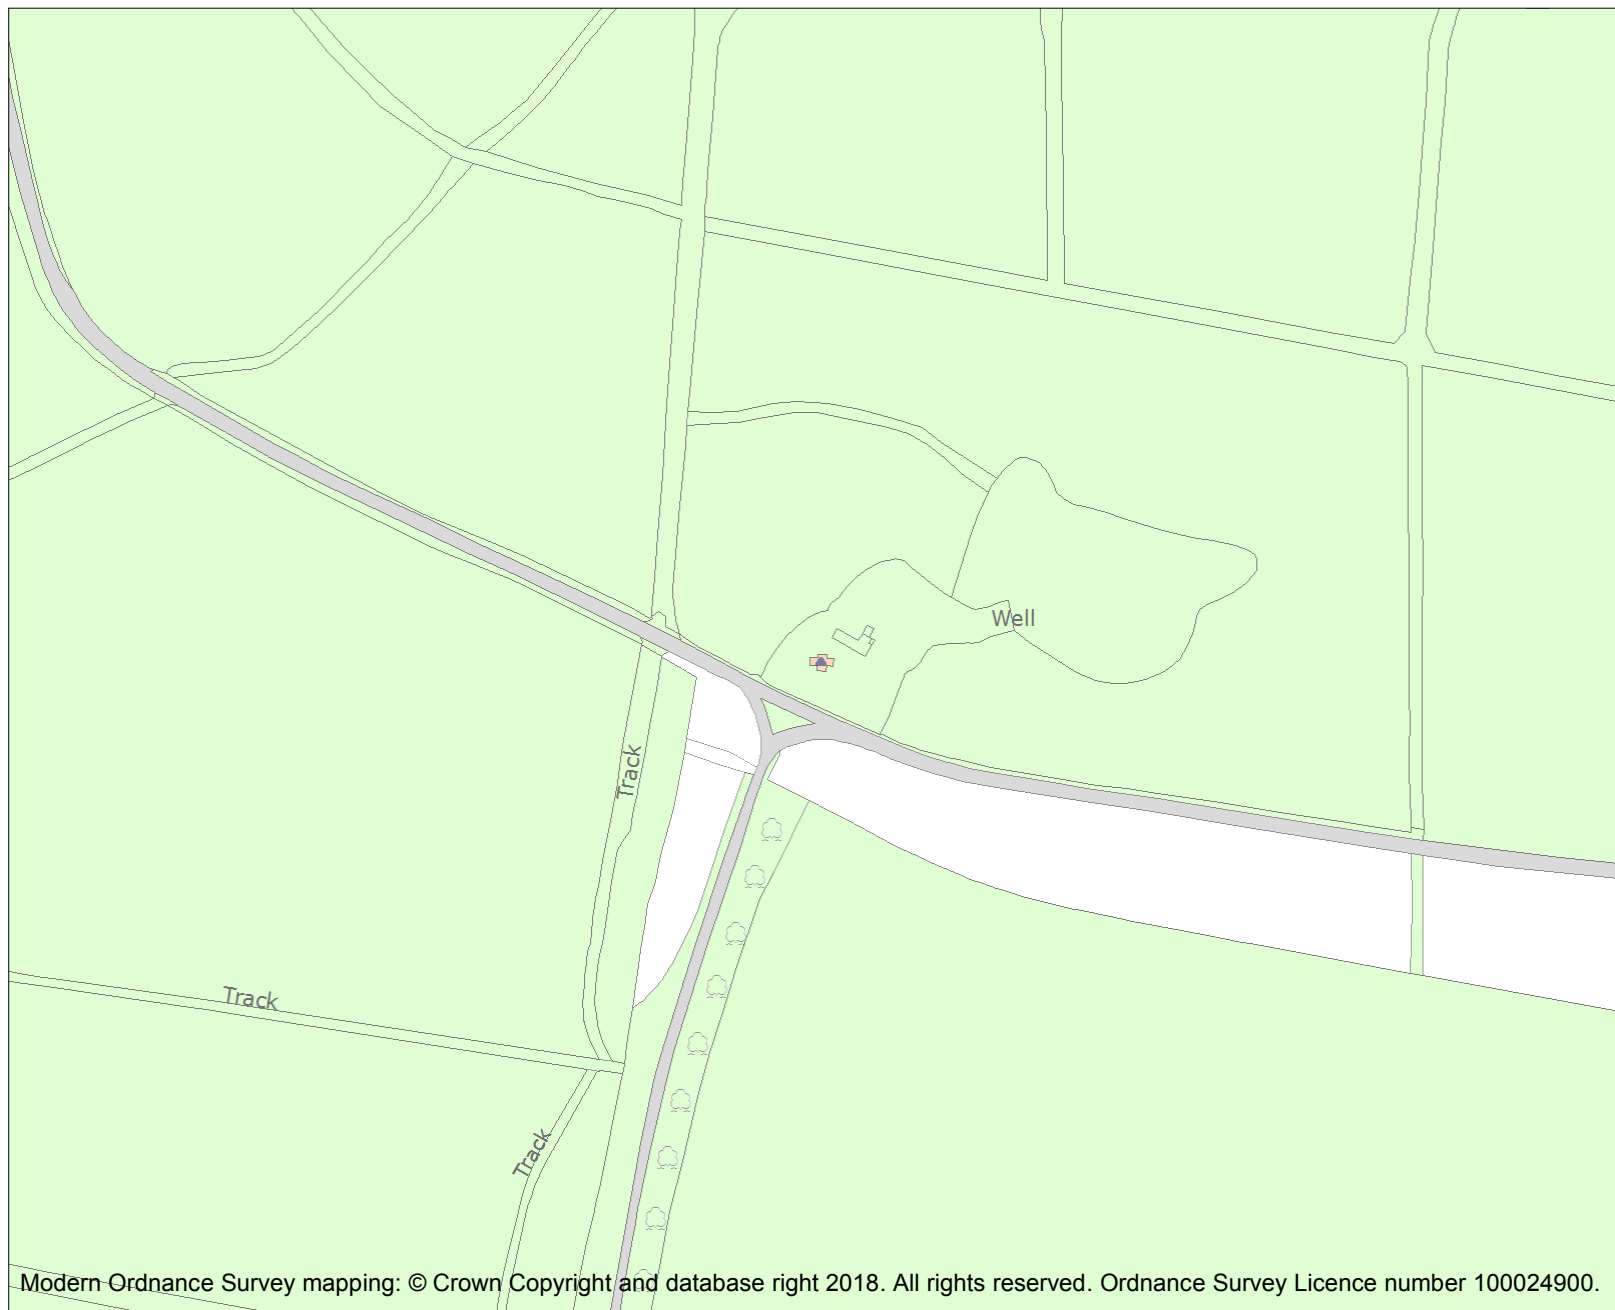 Well
Track
Track
Track
Modern Ordnance Survey mapping: © Crown Copyright and database right 2018. All rights reserved. Ordnance Survey Licence number 100024900.